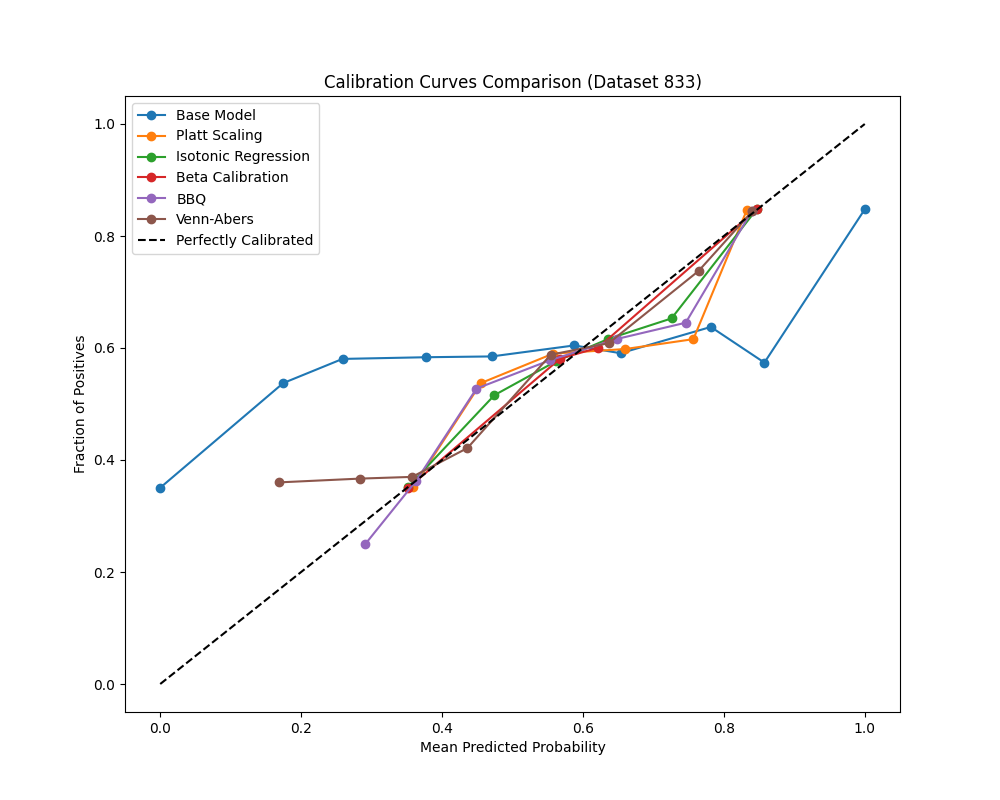 Calibration Curves Comparison (Dataset 833)
Base Model
Platt Scaling
Isotonic Regression
Beta Calibration
BBQ
Venn-Abers
Perfectly Calibrated
Fraction of Positives
1.0
0.8
0.6
0.4
0.2
0.0
0.0 0.2 0.4 0.6 0.8 1.0
Mean Predicted Probability